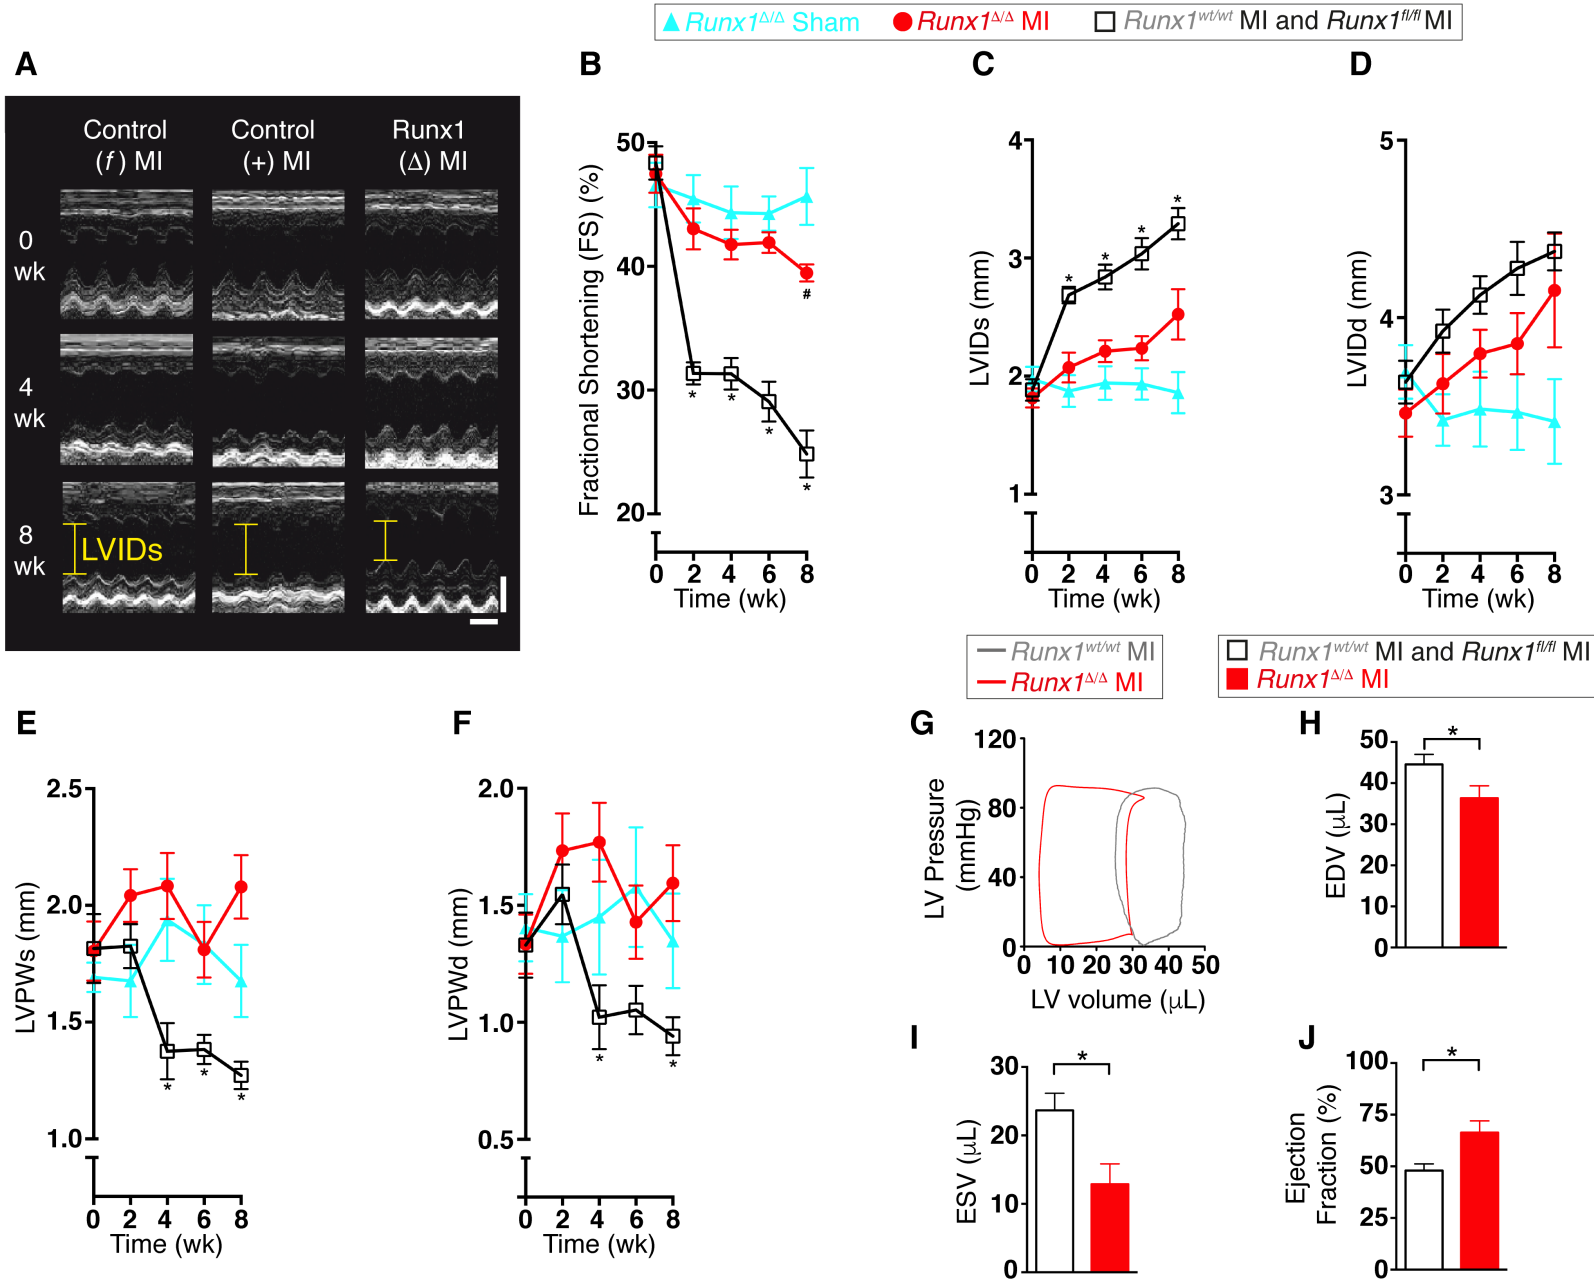 Runx1Δ/Δ Sham Runx1Δ/Δ MI Runx1wt/wt MI and Runx1fl/fl MI
A
Control (f) MI
Control (+) MI
Runx1 (Δ) MI
0 wk
4 wk
8 wk
LVIDs
B
Fractional Shortening (FS) (%)
50
40
30
20
* * * * #
0 2 4 6 8
Time (wk)
C
LVIDs (mm)
4
3
2
1
* * * *
0 2 4 6 8
Time (wk)
D
LVIDd (mm)
5
4
3
0 2 4 6 8
Time (wk)
E
LVPWs (mm)
2.5
2.0
1.5
1.0
* * *
0 2 4 6 8
Time (wk)
F
LVPWd (mm)
2.0
1.5
1.0
0.5
* *
0 2 4 6 8
Time (wk)
Runx1wt/wt MI
Runx1Δ/Δ MI
G
LV Pressure
(mmHg)
120
80
40
0
0 10 20 30 40 50
LV volume (µL)
Runx1wt/wt MI and Runx1fl/fl MI
Runx1Δ/Δ MI
H
EDV (µL)
50
40
30
20
10
0
*
I
ESV (µL)
30
20
10
0
*
J
Ejection
Fraction (%)
100
75
50
25
0
*